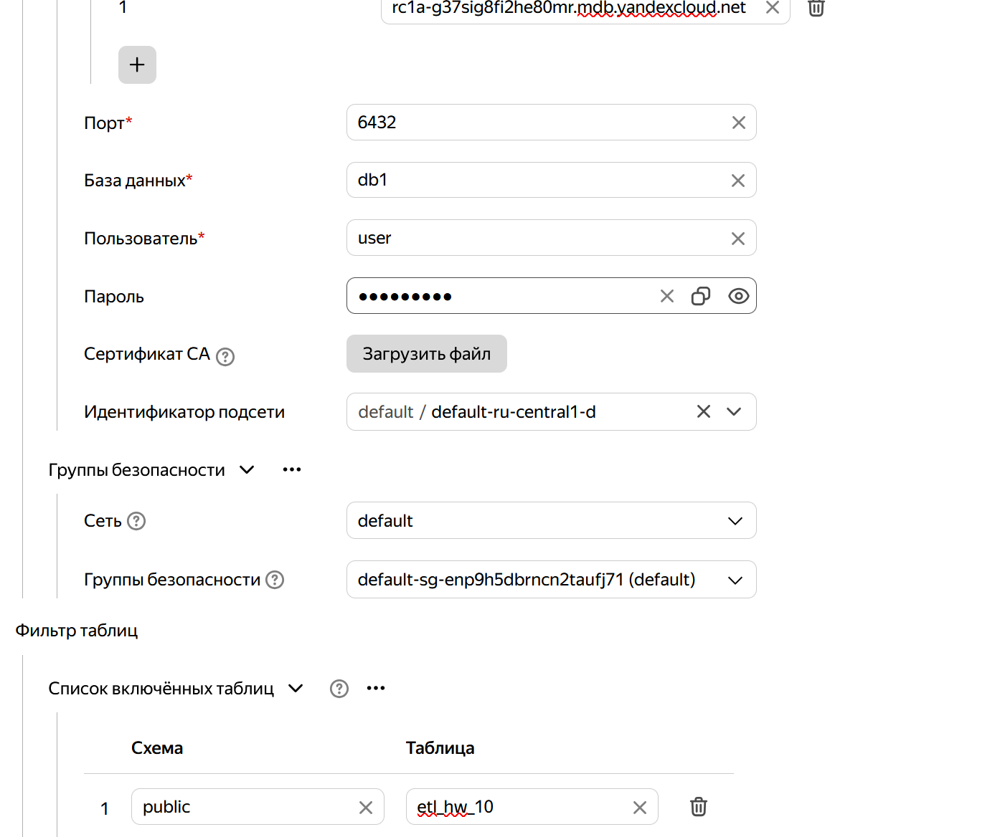 1 rc1a-g37sig8fi2he80mr.mdb.yandexcloud.net
+
Порт* 6432
База данных* db1
Пользователь* user
Пароль
Сертификат CA Загрузить файл
Идентификатор подсети default / default-ru-central1-d
Группы безопасности
Сеть default
Группы безопасности default-sg-enp9h5dbrncn2taufj71 (default)
Фильтр таблиц
Список включённых таблиц
Схема Таблица
1 public etl_hw_10